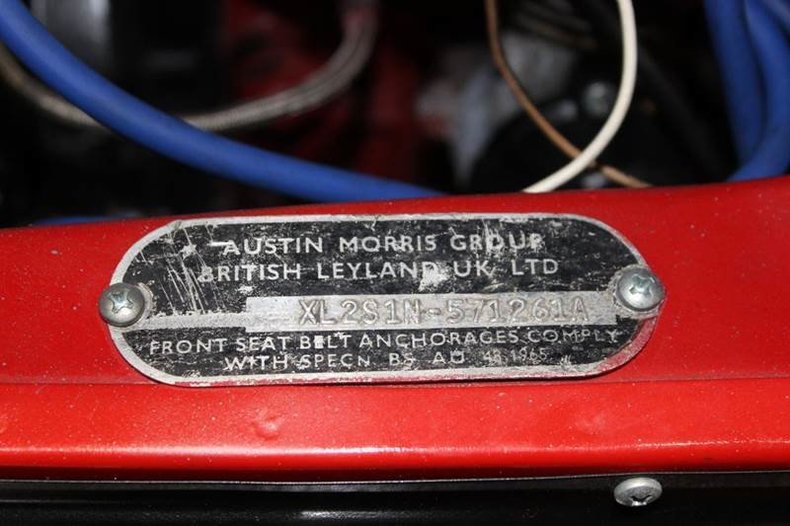 AUSTIN MORRIS GROUP
BRITISH LEYLAND UK LTD
XL2S1N-571261A
FRONT SEAT BELT ANCHORAGES COMPLY
WITH SPECN BS AU 48.1965